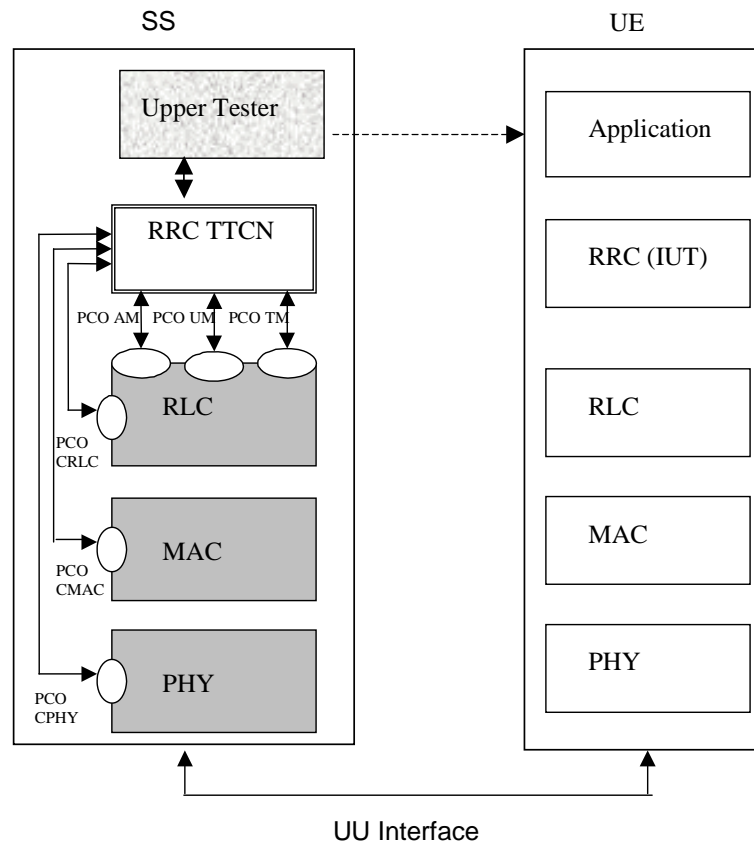 SS
UE
Upper Tester
Application
RRC TTCN
RRC (IUT)
PCO AM
PCO UM
PCO TM
RLC
RLC
PCO
CRLC
MAC
MAC
PCO
CMAC
PHY
PHY
PCO
CPHY
UU Interface